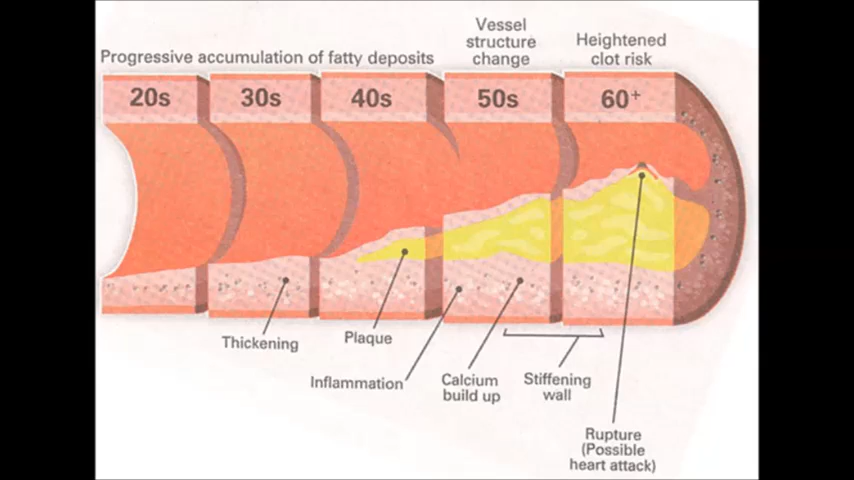 Progressive accumulation of fatty deposits
Vessel
structure
change
Heightened
clot risk
20s
30s
40s
50s
60+
Thickening
Plaque
Inflammation
Calcium
build up
Stiffening
wall
Rupture
(Possible
heart attack)